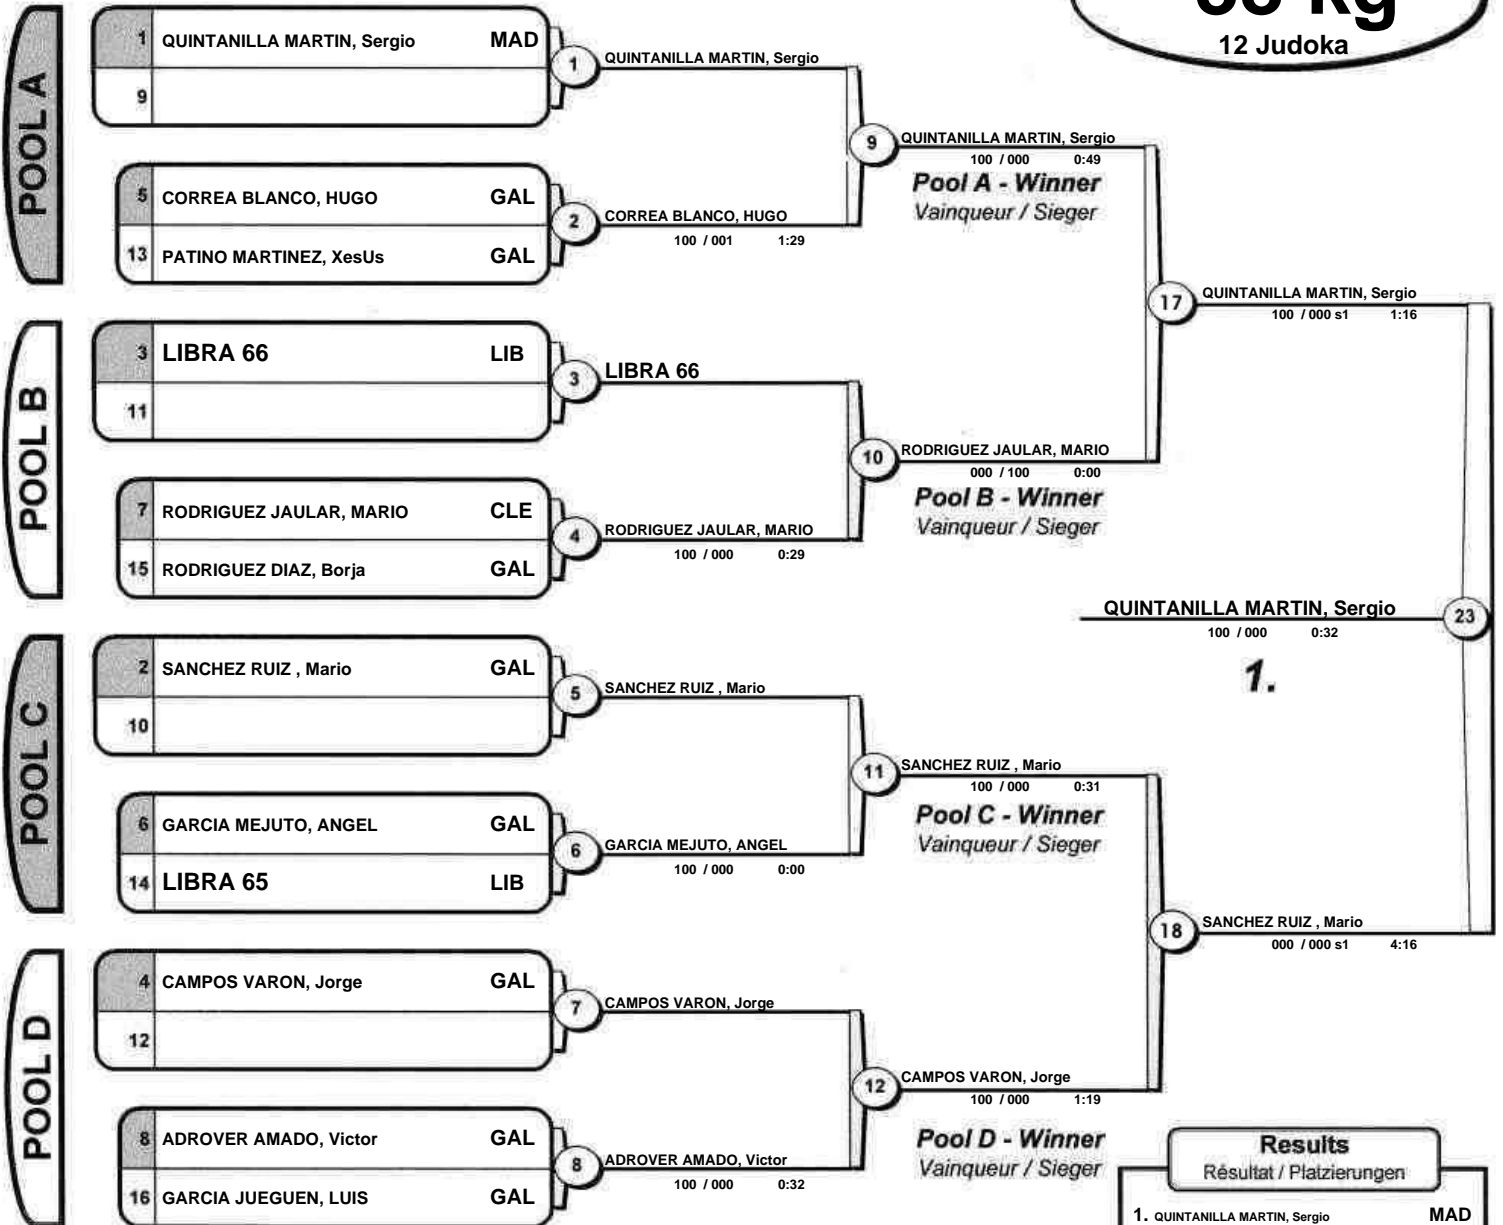 12 Judoka
POOL A
1 QUINTANILLA MARTIN, Sergio MAD
9
1 QUINTANILLA MARTIN, Sergio
5 CORREA BLANCO, HUGO GAL
13 PATINO MARTINEZ, XesUs GAL
2 CORREA BLANCO, HUGO
100 / 001 1:29
9 QUINTANILLA MARTIN, Sergio
100 / 000 0:49
Pool A - Winner
Vainqueur / Sieger
POOL B
3 LIBRA 66 LIB
11
3 LIBRA 66
7 RODRIGUEZ JAULAR, MARIO CLE
15 RODRIGUEZ DIAZ, Borja GAL
4 RODRIGUEZ JAULAR, MARIO
100 / 000 0:29
10 RODRIGUEZ JAULAR, MARIO
000 / 100 0:00
Pool B - Winner
Vainqueur / Sieger
17 QUINTANILLA MARTIN, Sergio
100 / 000 s1 1:16
QUINTANILLA MARTIN, Sergio 23
100 / 000 0:32
1.
POOL C
2 SANCHEZ RUIZ , Mario GAL
10
5 SANCHEZ RUIZ , Mario
6 GARCIA MEJUTO, ANGEL GAL
14 LIBRA 65 LIB
6 GARCIA MEJUTO, ANGEL
100 / 000 0:00
11 SANCHEZ RUIZ , Mario
100 / 000 0:31
Pool C - Winner
Vainqueur / Sieger
POOL D
4 CAMPOS VARON, Jorge GAL
12
7 CAMPOS VARON, Jorge
8 ADROVER AMADO, Victor GAL
16 GARCIA JUEGUEN, LUIS GAL
8 ADROVER AMADO, Victor
100 / 000 0:32
12 CAMPOS VARON, Jorge
100 / 000 1:19
Pool D - Winner
Vainqueur / Sieger
18 SANCHEZ RUIZ , Mario
000 / 000 s1 4:16
Results
Résultat / Platzierungen
1. QUINTANILLA MARTIN, Sergio MAD